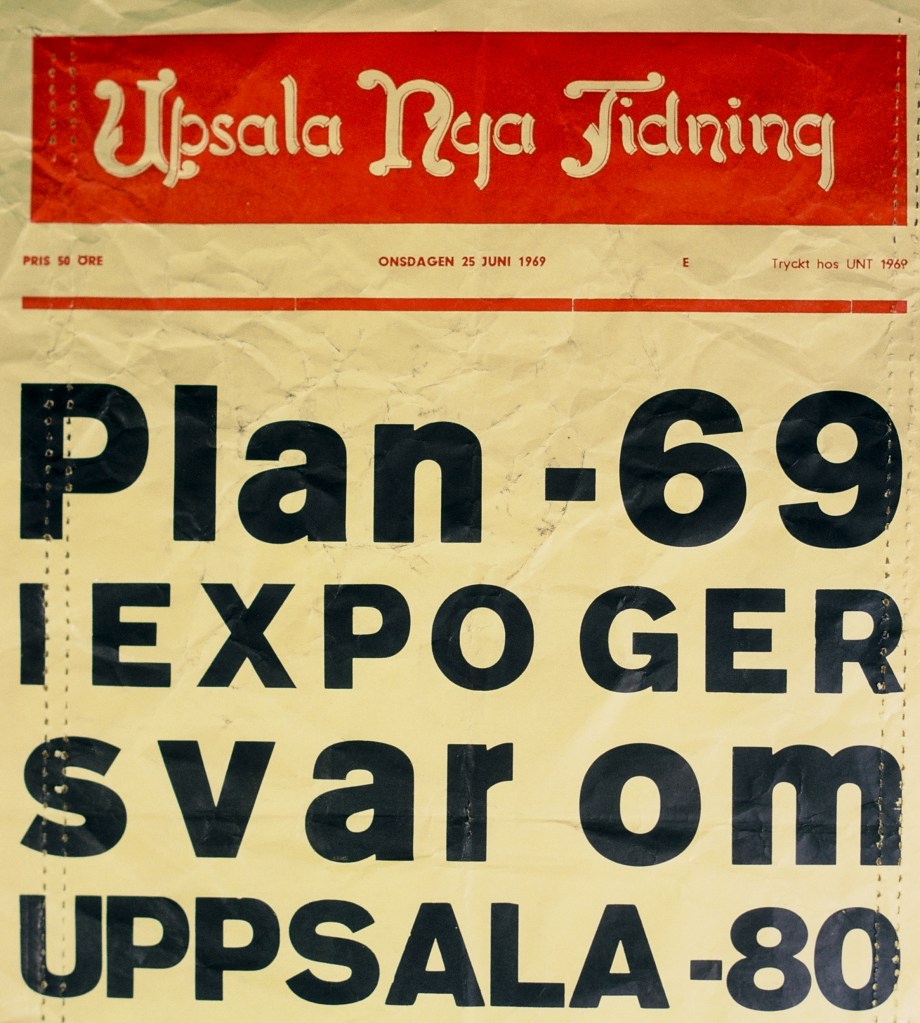 Upsala Nya Tidning
PRIS 50 ÖRE ONSDAGEN 25 JUNI 1969 E Tryckt hos UNT 1969
Plan -69
I EXPO GER
svar om
UPPSALA -80